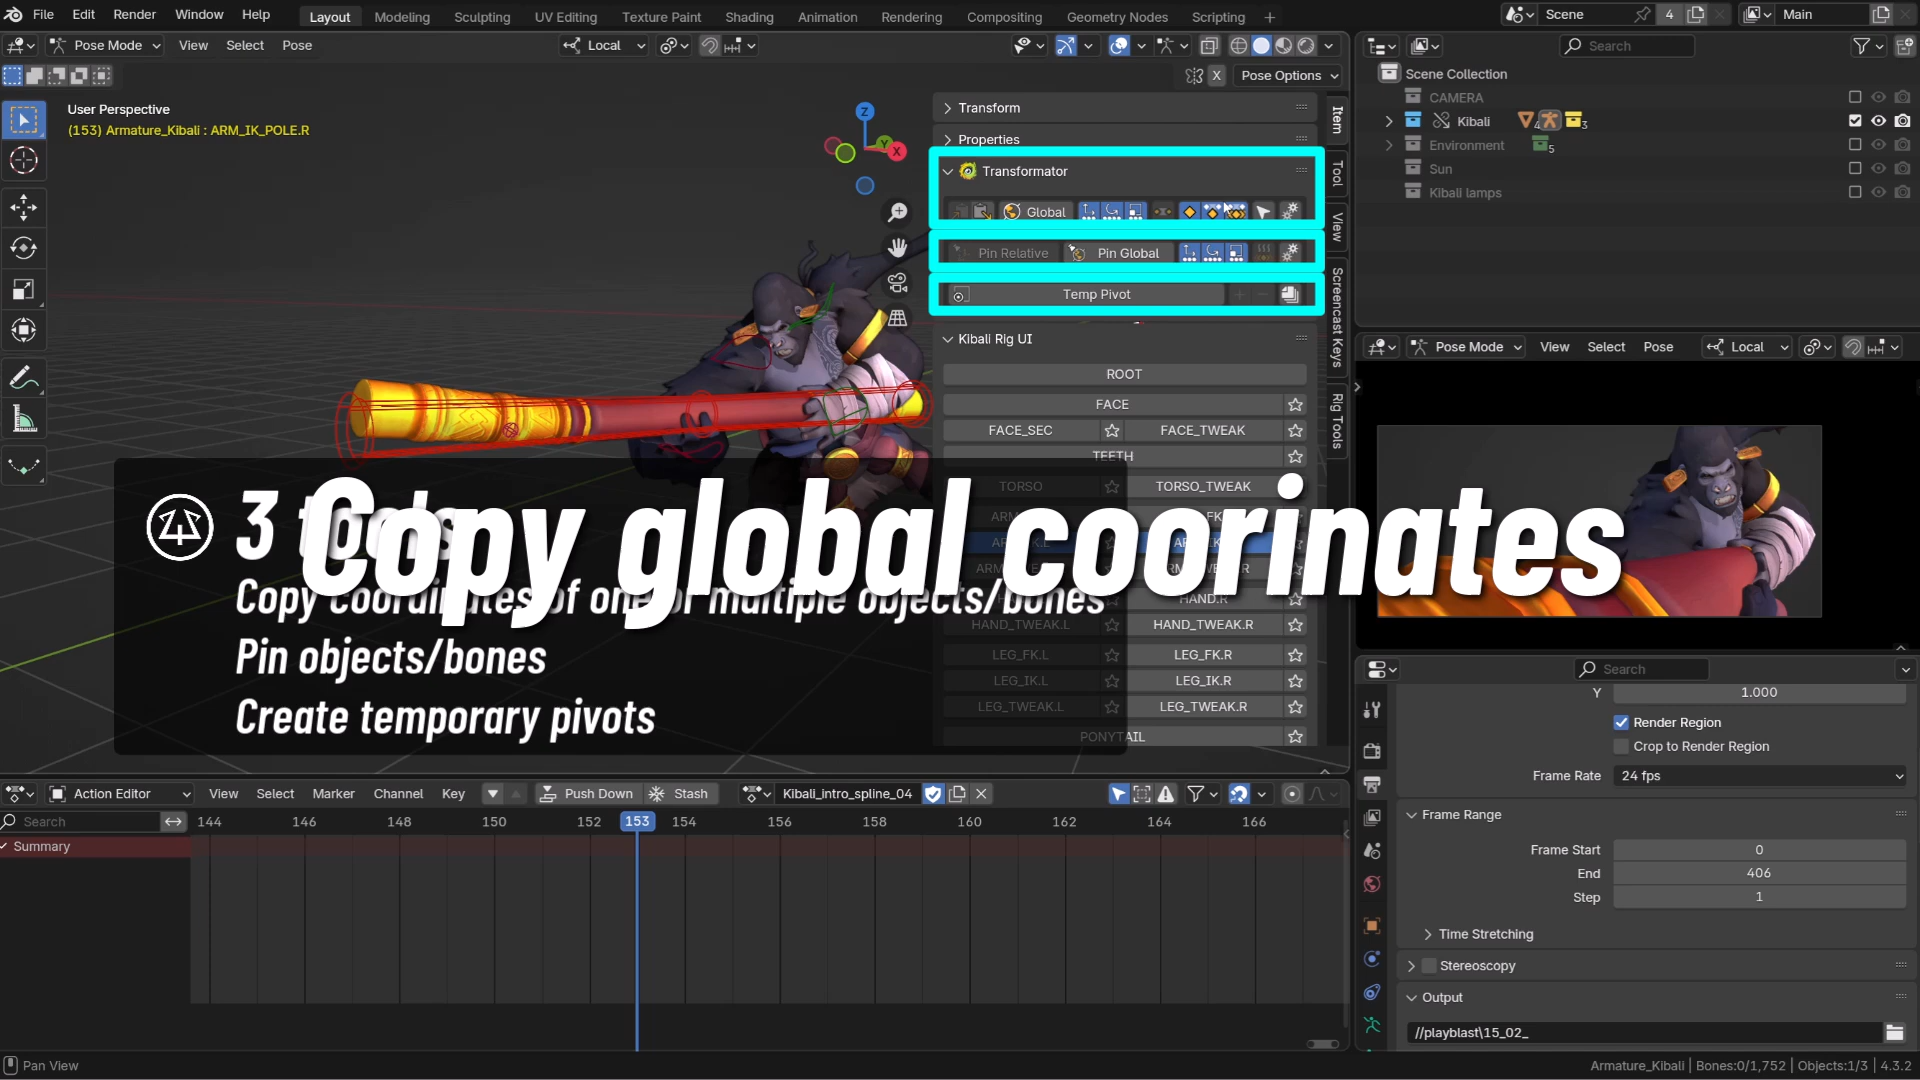 File Edit Render Window Help Layout Modeling Sculpting UV Editing Texture Paint Shading Animation Rendering Compositing Geometry Nodes Scripting + Scene 4 Main
Pose Mode View Select Pose Local
X Pose Options
User Perspective
(153) Armature_Kibali : ARM_IK_POLE.R
Z
Y
X
Transform
Properties
Transformator
Global
Pin Relative Pin Global
Temp Pivot
Kibali Rig UI
ROOT
FACE
FACE_SEC FACE_TWEAK
TEETH
TORSO TORSO_TWEAK
HAND.R
HAND_TWEAK.L HAND_TWEAK.R
LEG_FK.L LEG_FK.R
LEG_IK.L LEG_IK.R
LEG_TWEAK.L LEG_TWEAK.R
PONYTAIL
Item
Tool
View
Screencast Keys
Rig Tools
Copy global coorinates
3 tools
Copy coordinates of one or multiple objects/bones
Pin objects/bones
Create temporary pivots
Search
Scene Collection
CAMERA
Kibali 4 3
Environment 5
Sun
Kibali lamps
Pose Mode View Select Pose Local
Search
Y 1.000
Render Region
Crop to Render Region
Frame Rate 24 fps
Frame Range
Frame Start 0
End 406
Step 1
Time Stretching
Stereoscopy
Output
//playblast\15_02_
Action Editor View Select Marker Channel Key Push Down Stash Kibali_intro_spline_04
Search 144 146 148 150 152 153 154 156 158 160 162 164 166
Summary
Pan View
Armature_Kibali | Bones:0/1,752 | Objects:1/3 | 4.3.2